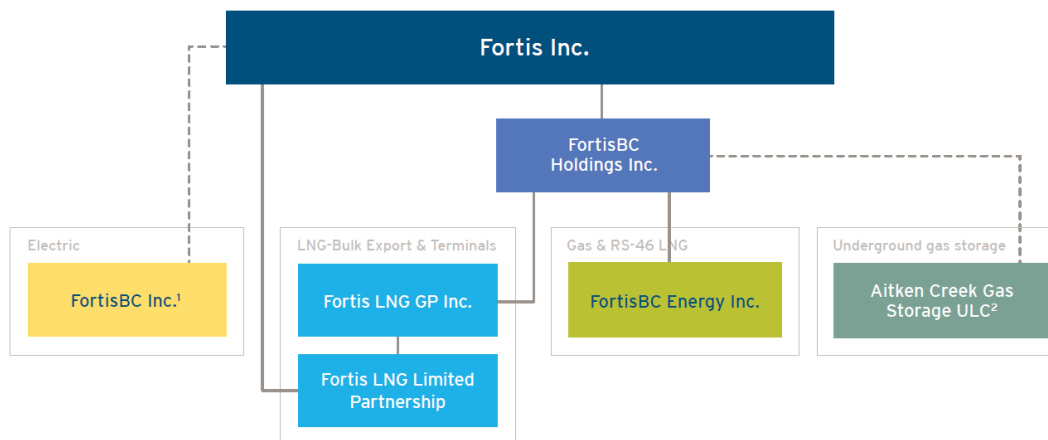 Fortis Inc.
FortisBC
Holdings Inc.
Electric
FortisBC Inc.¹
LNG-Bulk Export & Terminals
Fortis LNG GP Inc.
Fortis LNG Limited
Partnership
Gas & RS-46 LNG
FortisBC Energy Inc.
Underground gas storage
Aitken Creek Gas
Storage ULC²